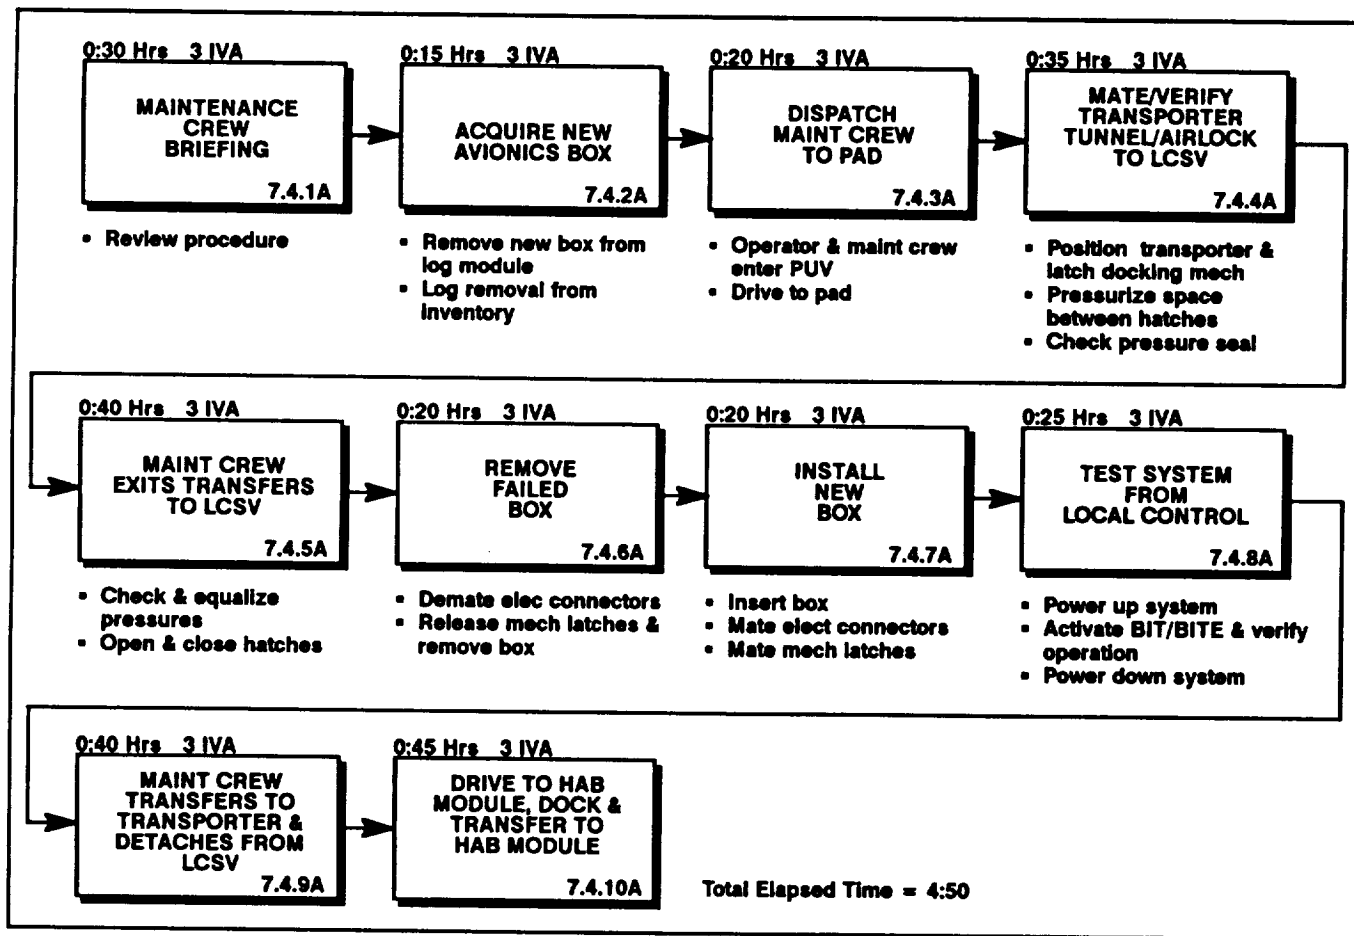 0:30 Hrs 3 IVA
MAINTENANCE
CREW
BRIEFING
7.4.1A
▪ Review procedure
0:15 Hrs 3 IVA
ACQUIRE NEW
AVIONICS BOX
7.4.2A
▪ Remove new box from
log module
▪ Log removal from
inventory
0:20 Hrs 3 IVA
DISPATCH
MAINT CREW
TO PAD
7.4.3A
▪ Operator & maint crew
enter PUV
▪ Drive to pad
0:35 Hrs 3 IVA
MATE/VERIFY
TRANSPORTER
TUNNEL/AIRLOCK
TO LCSV
7.4.4A
▪ Position transporter &
latch docking mech
▪ Pressurize space
between hatches
▪ Check pressure seal
0:40 Hrs 3 IVA
MAINT CREW
EXITS TRANSFERS
TO LCSV
7.4.5A
▪ Check & equalize
pressures
▪ Open & close hatches
0:20 Hrs 3 IVA
REMOVE
FAILED
BOX
7.4.6A
▪ Demate elec connectors
▪ Release mech latches &
remove box
0:20 Hrs 3 IVA
INSTALL
NEW
BOX
7.4.7A
▪ Insert box
▪ Mate elect connectors
▪ Mate mech latches
0:25 Hrs 3 IVA
TEST SYSTEM
FROM
LOCAL CONTROL
7.4.8A
▪ Power up system
▪ Activate BIT/BITE & verify
operation
▪ Power down system
0:40 Hrs 3 IVA
MAINT CREW
TRANSFERS TO
TRANSPORTER &
DETACHES FROM
LCSV
7.4.9A
0:45 Hrs 3 IVA
DRIVE TO HAB
MODULE, DOCK &
TRANSFER TO
HAB MODULE
7.4.10A
Total Elapsed Time = 4:50